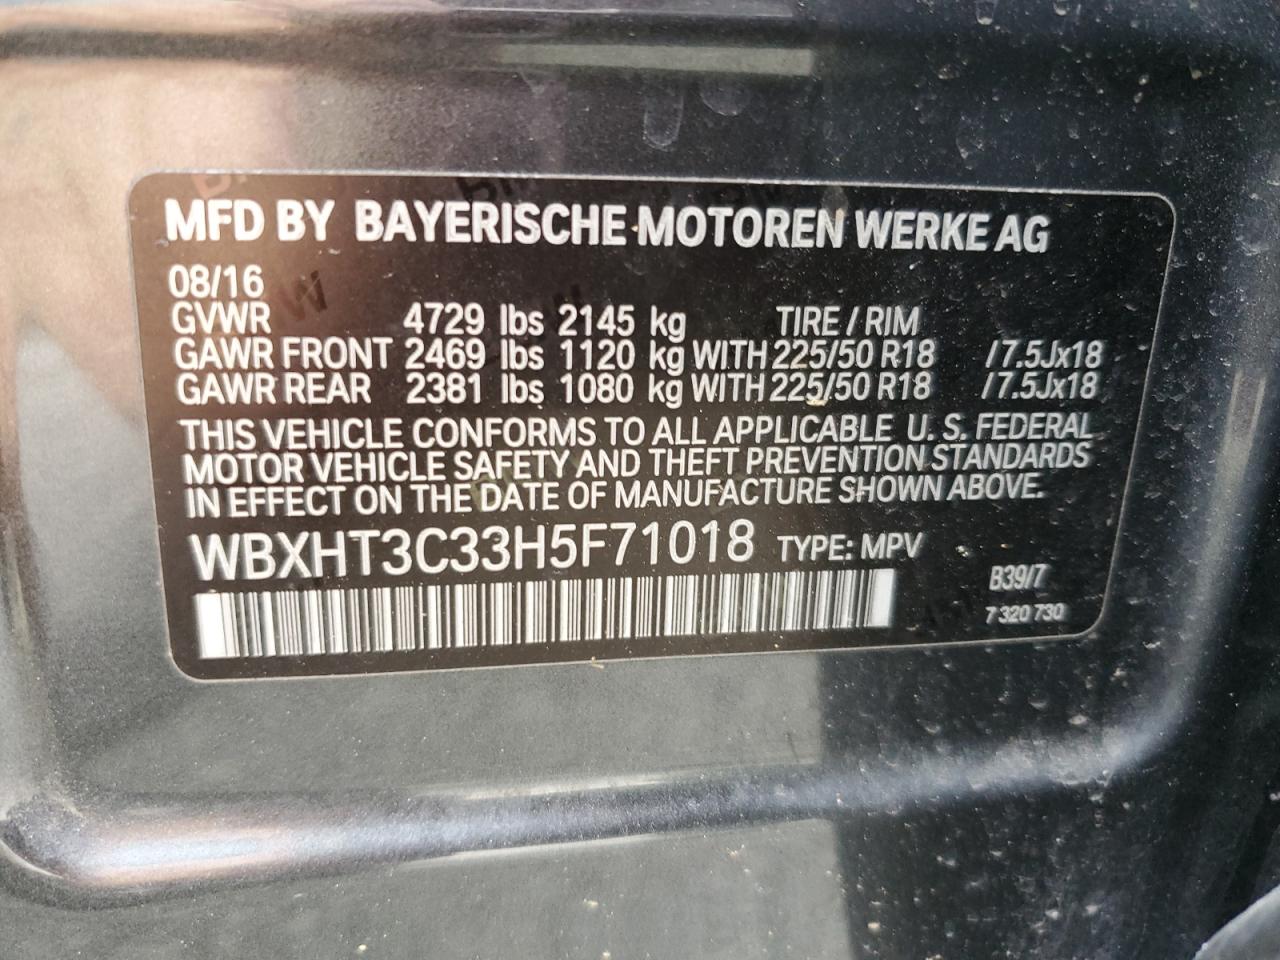 MFD BY BAYERISCHE MOTOREN WERKE AG
08/16
GVWR 4729 lbs 2145 kg TIRE / RIM
GAWR FRONT 2469 lbs 1120 kg WITH 225/50 R18 /7.5Jx18
GAWR REAR 2381 lbs 1080 kg WITH 225/50 R18 /7.5Jx18
THIS VEHICLE CONFORMS TO ALL APPLICABLE U. S. FEDERAL
MOTOR VEHICLE SAFETY AND THEFT PREVENTION STANDARDS
IN EFFECT ON THE DATE OF MANUFACTURE SHOWN ABOVE.
WBXHT3C33H5F71018 TYPE: MPV
B39/7
7 320 730